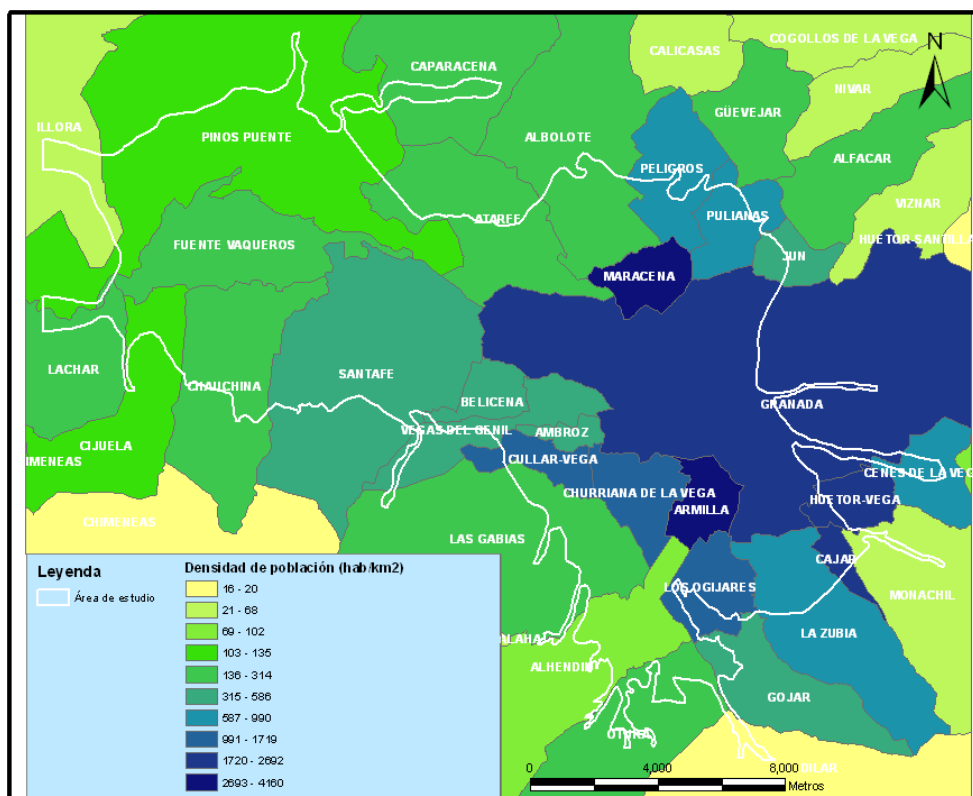 COGOLLOS DE LA VEGA
N
CALICASAS
CAPARACENA
NIVAR
GÜEVEJAR
ILLORA
PINOS PUENTE
ALBOLOTE
ALFACAR
PELIGROS
VIZNAR
PULIANAS
ATARFE
FUENTE VAQUEROS
HUETOR-SANTILLA
JUN
MARACENA
LACHAR
SANTAFE
CHAUCHINA
BELICENA
GRANADA
VEGAS DEL GENIL
AMBROZ
CIJUELA
CULLAR-VEGA
IMENEAS
CENES DE LA VEG
CHURRIANA DE LA VEGA
HUETOR-VEGA
ARMILLA
CHIMENEAS
LAS GABIAS
CAJAR
LOS OGIJARES
MONACHIL
LA ZUBIA
ALHENDIN
GOJAR
OTURA
DILAR
Leyenda
Área de estudio
Densidad de población (hab/km2)
16 - 20
21 - 68
69 - 102
103 - 135
136 - 314
315 - 586
587 - 990
991 - 1719
1720 - 2692
2693 - 4160
0 4,000 8,000
Metros